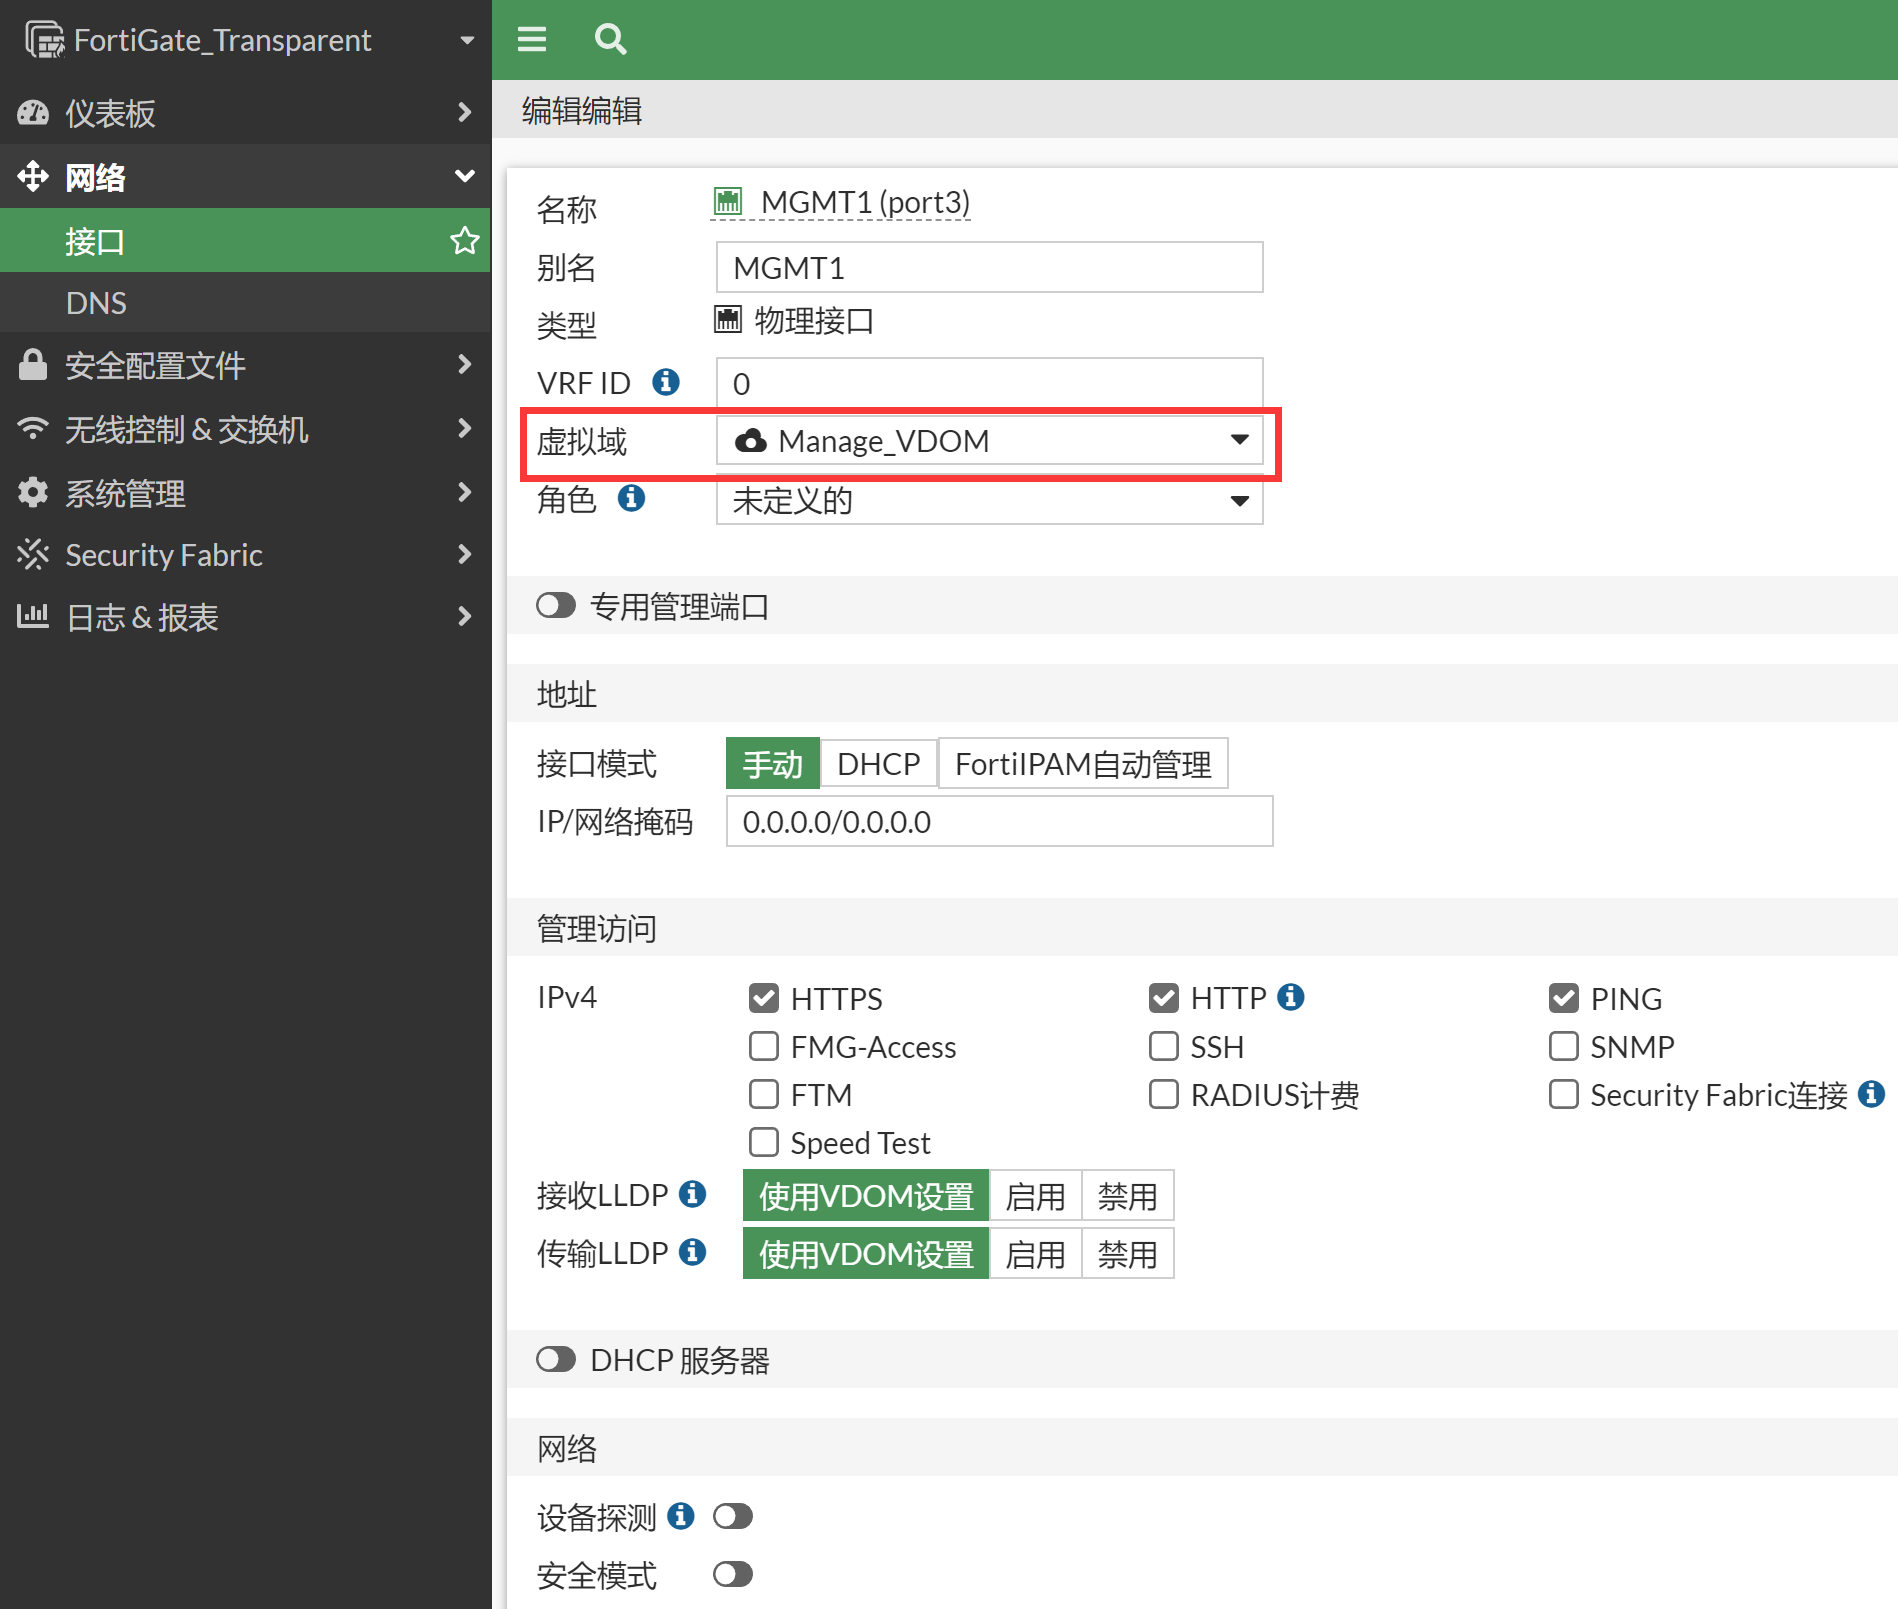 FortiGate_Transparent
仪表板
网络
接口
DNS
安全配置文件
无线控制 & 交换机
系统管理
Security Fabric
日志 & 报表
编辑编辑
名称 MGMT1 (port3)
别名 MGMT1
类型 物理接口
VRF ID 0
虚拟域 Manage_VDOM
角色 未定义的
专用管理端口
地址
接口模式 手动 DHCP FortiIPAM自动管理
IP/网络掩码 0.0.0.0/0.0.0.0
管理访问
IPv4 HTTPS HTTP PING
FMG-Access SSH SNMP
FTM RADIUS计费 Security Fabric连接
Speed Test
接收LLDP 使用VDOM设置 启用 禁用
传输LLDP 使用VDOM设置 启用 禁用
DHCP 服务器
网络
设备探测
安全模式